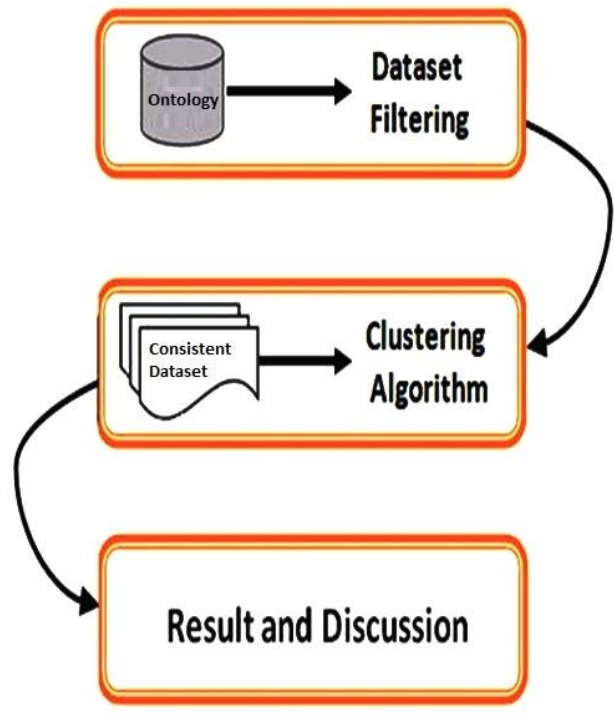 Ontology
Dataset
Filtering
Consistent
Dataset
Clustering
Algorithm
Result and Discussion